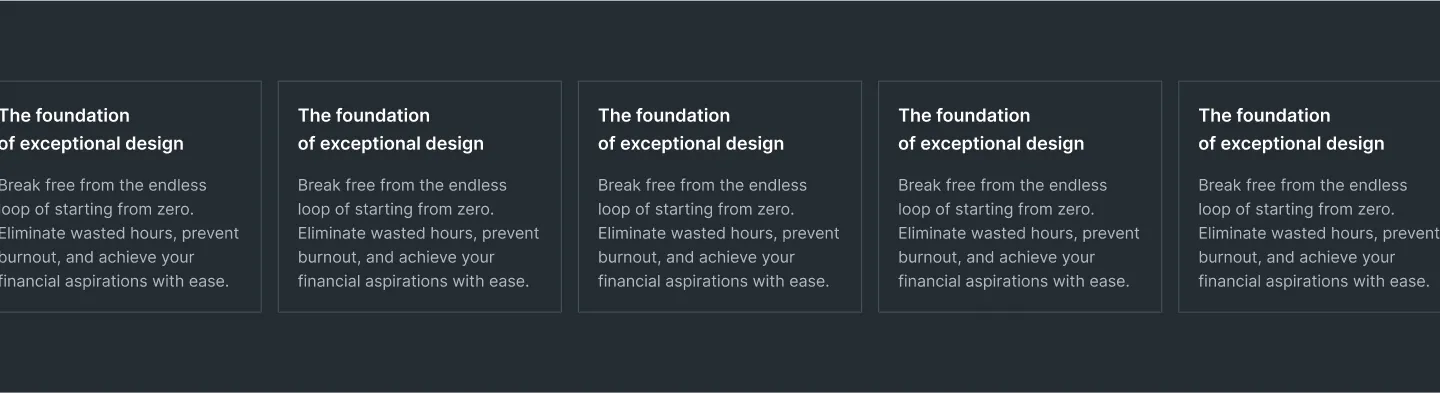 The foundation
of exceptional design
Break free from the endless
loop of starting from zero.
Eliminate wasted hours, prevent
burnout, and achieve your
financial aspirations with ease.
The foundation
of exceptional design
Break free from the endless
loop of starting from zero.
Eliminate wasted hours, prevent
burnout, and achieve your
financial aspirations with ease.
The foundation
of exceptional design
Break free from the endless
loop of starting from zero.
Eliminate wasted hours, prevent
burnout, and achieve your
financial aspirations with ease.
The foundation
of exceptional design
Break free from the endless
loop of starting from zero.
Eliminate wasted hours, prevent
burnout, and achieve your
financial aspirations with ease.
The foundation
of exceptional design
Break free from the endless
loop of starting from zero.
Eliminate wasted hours, prevent
burnout, and achieve your
financial aspirations with ease.